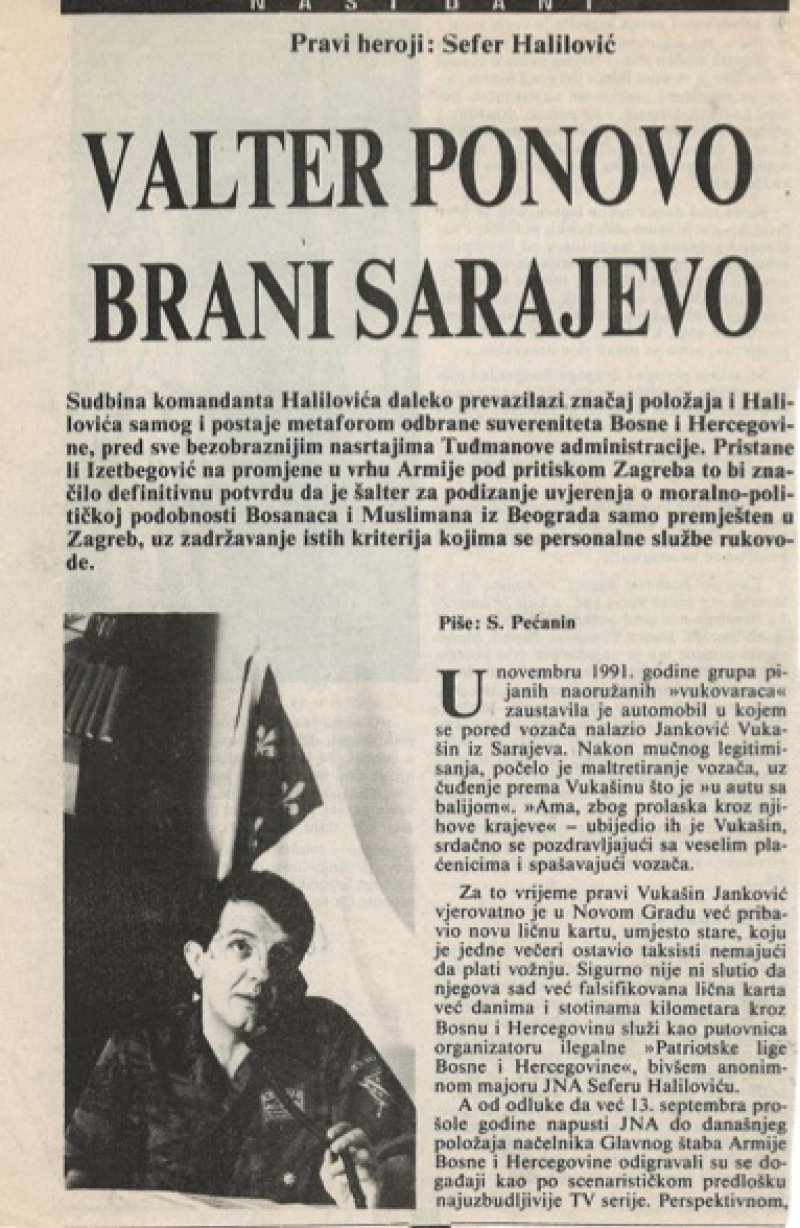 NAŠI DANI
Pravi heroji: Sefer Halilović
VALTER PONOVO
BRANI SARAJEVO
Sudbina komandanta Halilovića daleko prevazilazi značaj položaja i Hali-
lovića samog i postaje metaforom odbrane suvereniteta Bosne i Hercegovi-
ne, pred sve bezobraznijim nasrtajima Tuđmanove administracije. Pristane
li Izetbegović na promjene u vrhu Armije pod pritiskom Zagreba to bi zna-
čilo definitivnu potvrdu da je šalter za podizanje uvjerenja o moralno-poli-
tičkoj podobnosti Bosanaca i Muslimana iz Beograda samo premješten u
Zagreb, uz zadržavanje istih kriterija kojima se personalne službe rukovo-
de.
Piše: S. Pećanin
U novembru 1991. godine grupa pi-
janih naoružanih »vukovaraca«
zaustavila je automobil u kojem
se pored vozača nalazio Janković Vuka-
šin iz Sarajeva. Nakon mučnog legitimi-
sanja, počelo je maltretiranje vozača, uz
čuđenje prema Vukašinu što je »u autu sa
balijom«. »Ama, zbog prolaska kroz nji-
hove krajeve« – ubijedio ih je Vukašin,
srdačno se pozdravljajući sa veselim pla-
ćenicima i spašavajući vozača.
Za to vrijeme pravi Vukašin Janković
vjerovatno je u Novom Gradu već priba-
vio novu ličnu kartu, umjesto stare, koju
je jedne večeri ostavio taksisti nemajući
da plati vožnju. Sigurno nije ni slutio da
njegova sad već falsifikovana lična karta
već danima i stotinama kilometara kroz
Bosnu i Hercegovinu služi kao putovnica
organizatoru ilegalne »Patriotske lige
Bosne i Hercegovine«, bivšem anonim-
nom majoru JNA Seferu Haliloviću.
A od odluke da već 13. septembra pro-
šole godine napusti JNA do današnjeg
položaja načelnika Glavnog štaba Armije
Bosne i Hercegovine odigravali su se do-
gađaji kao po scenarističkom predlošku
najuzbudljivije TV serije. Perspektivnom,